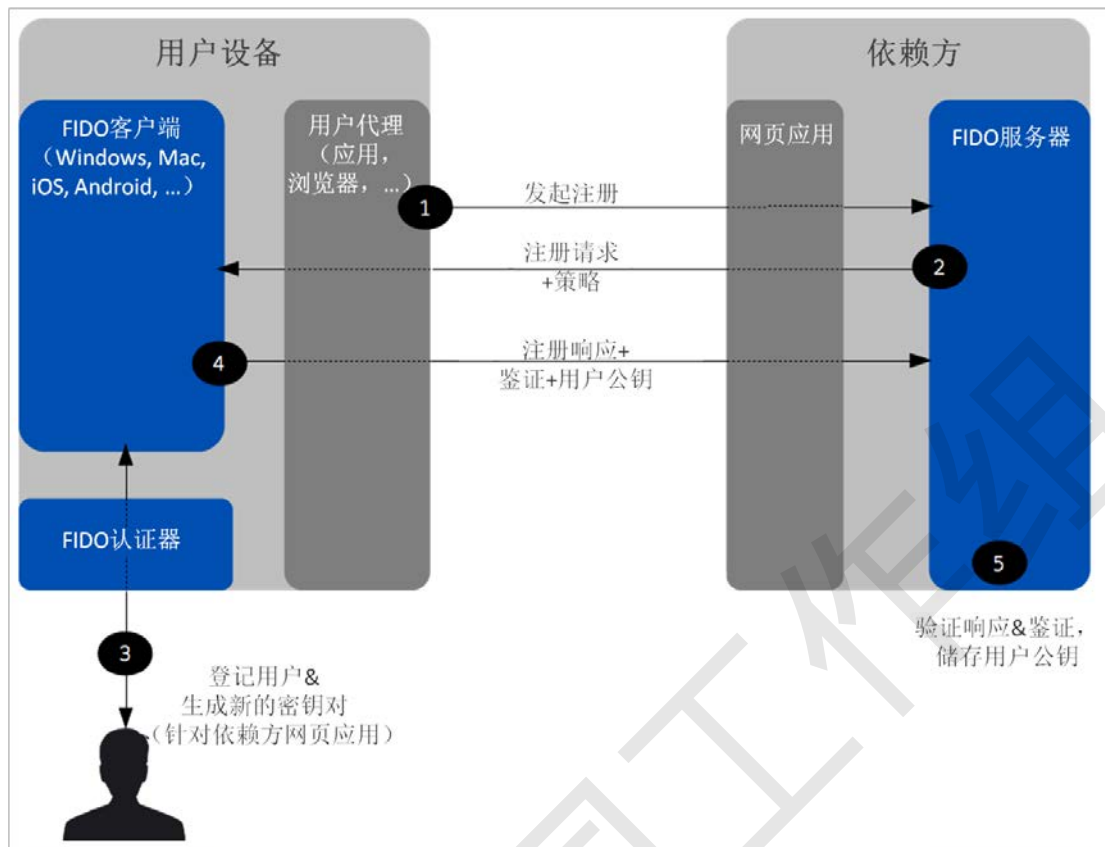 用户设备
依赖方
FIDO客户端
（Windows, Mac,
iOS, Android, ...）
用户代理
（应用，
浏览器，...）
网页应用
FIDO服务器
1
发起注册
注册请求
+策略
2
4
注册响应+
鉴证+用户公钥
FIDO认证器
5
验证响应&鉴证，
储存用户公钥
3
登记用户&
生成新的密钥对
（针对依赖方网页应用）
工作组